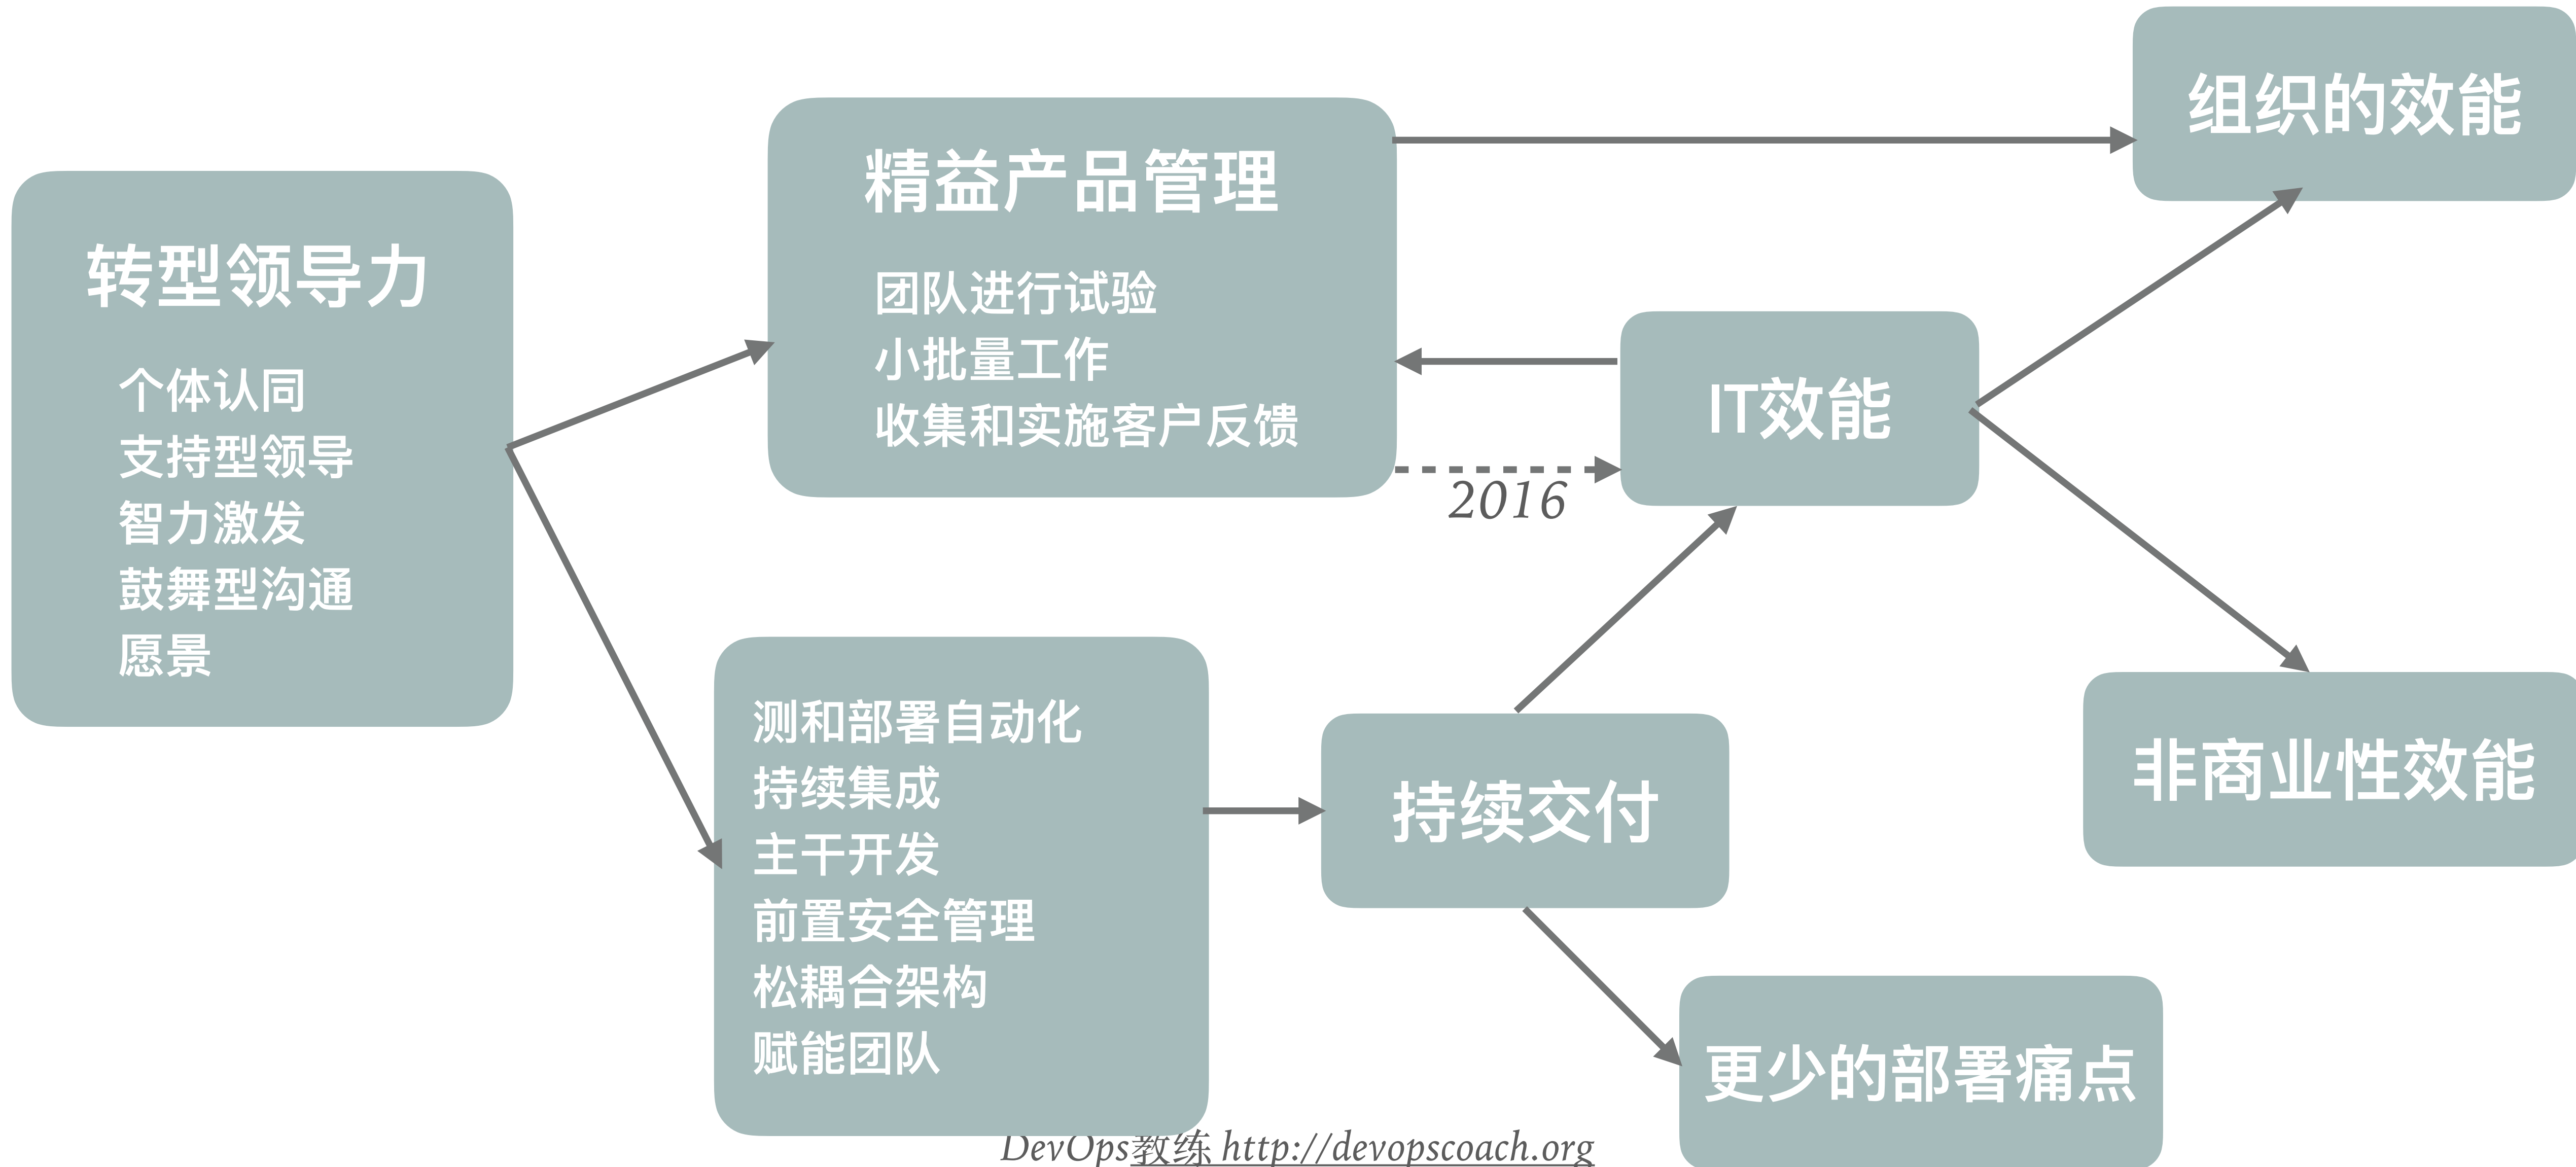 组织的效能
精益产品管理
团队进行试验
小批量工作
收集和实施客户反馈
转型领导力
个体认同
支持型领导
智力激发
鼓舞型沟通
愿景
IT效能
2016
测和部署自动化
持续集成
主干开发
前置安全管理
松耦合架构
赋能团队
持续交付
非商业性效能
更少的部署痛点
DevOps教练 http://devopscoach.org